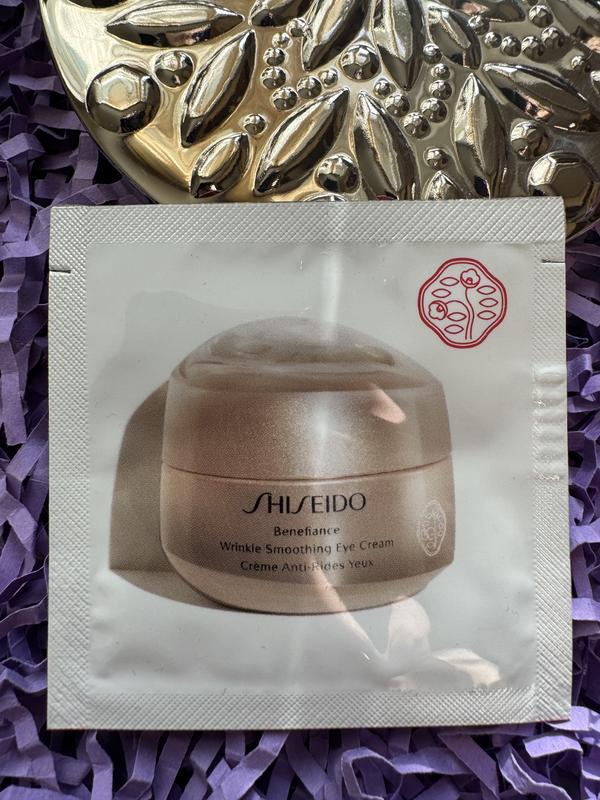 SHISEIDO
Benefiance
Wrinkle Smoothing Eye Cream
Crème Anti-Rides Yeux